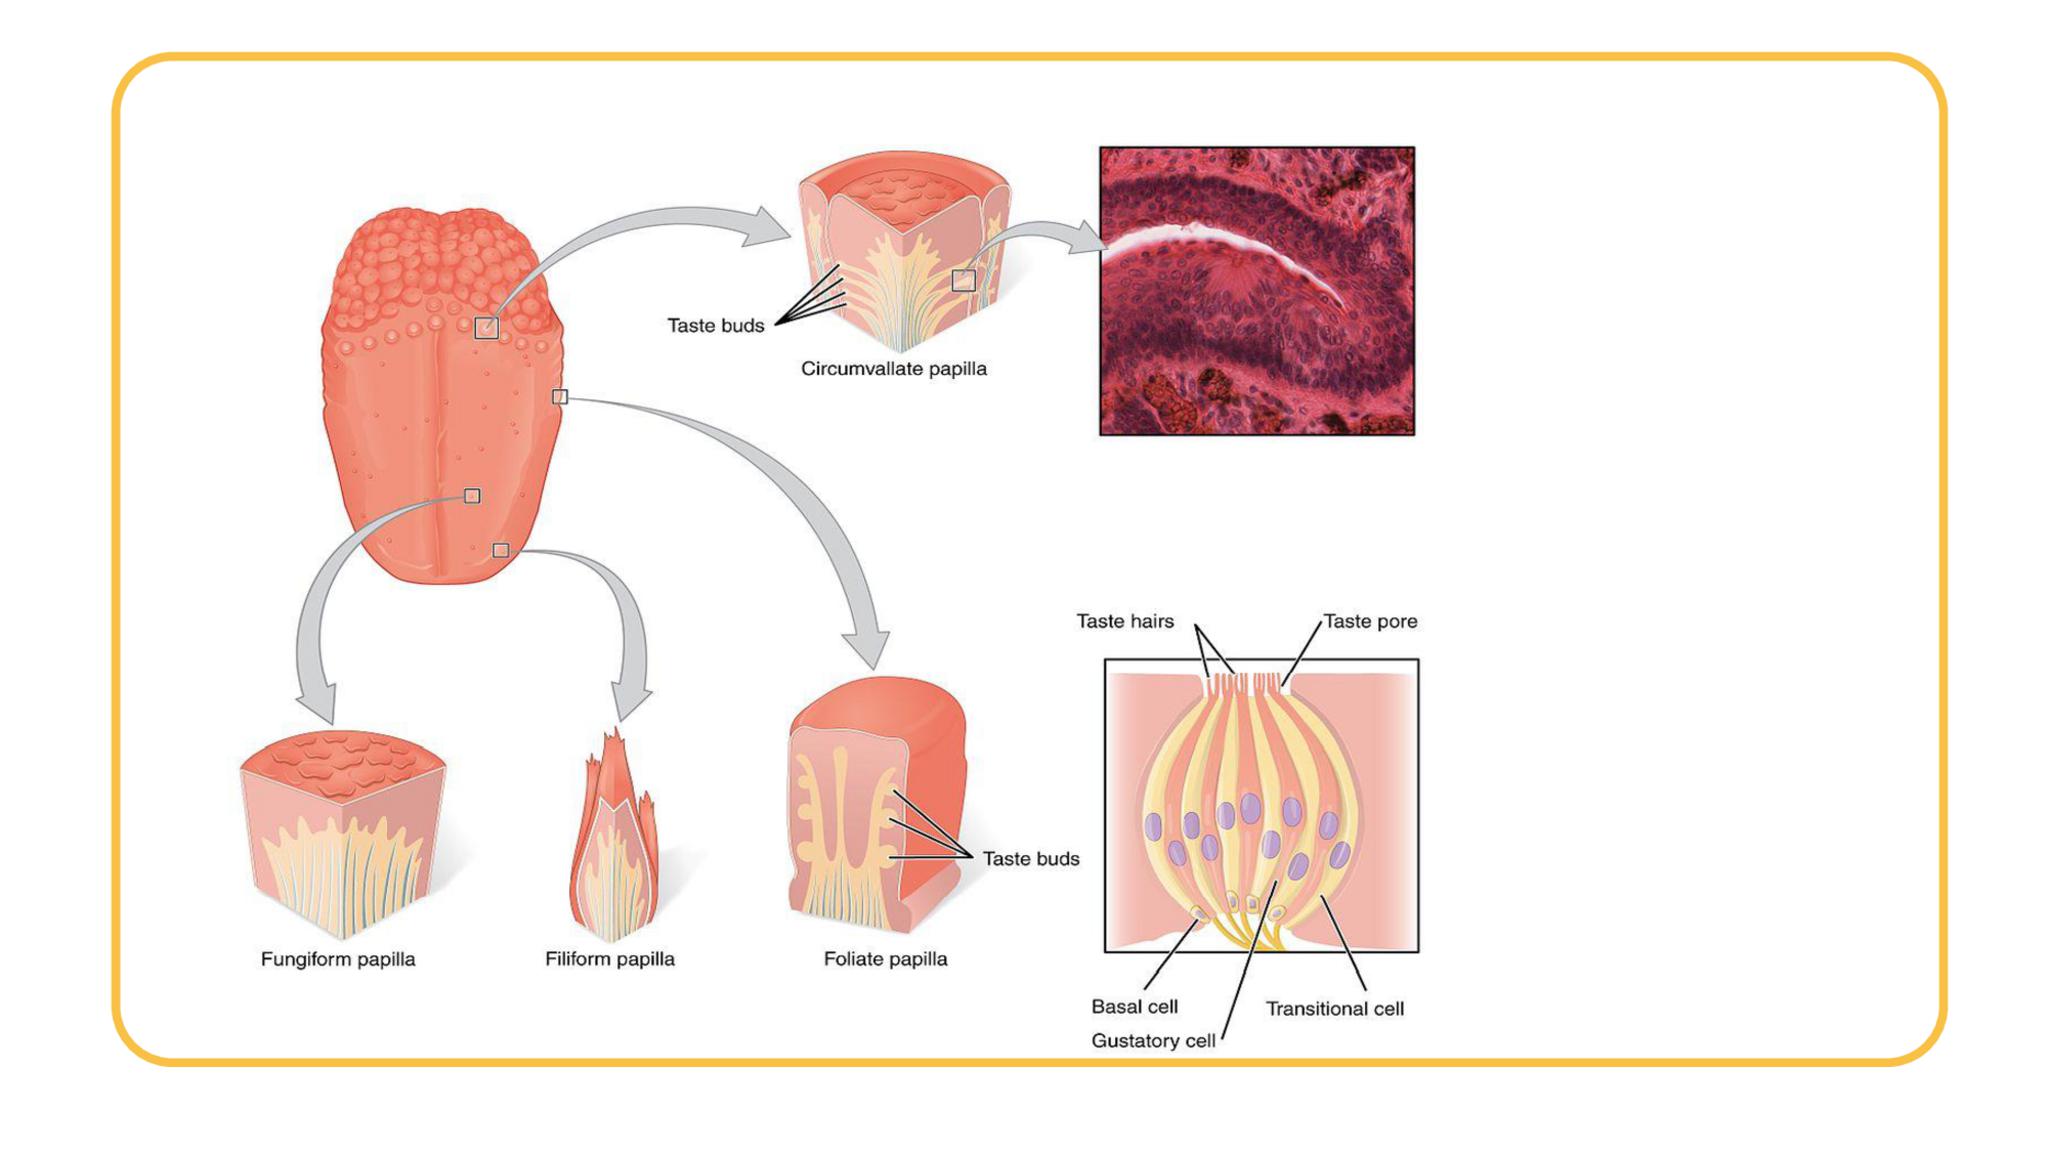 Taste buds
Circumvallate papilla
Taste hairs
Taste pore
Taste buds
Fungiform papilla
Filiform papilla
Foliate papilla
Basal cell
Transitional cell
Gustatory cell